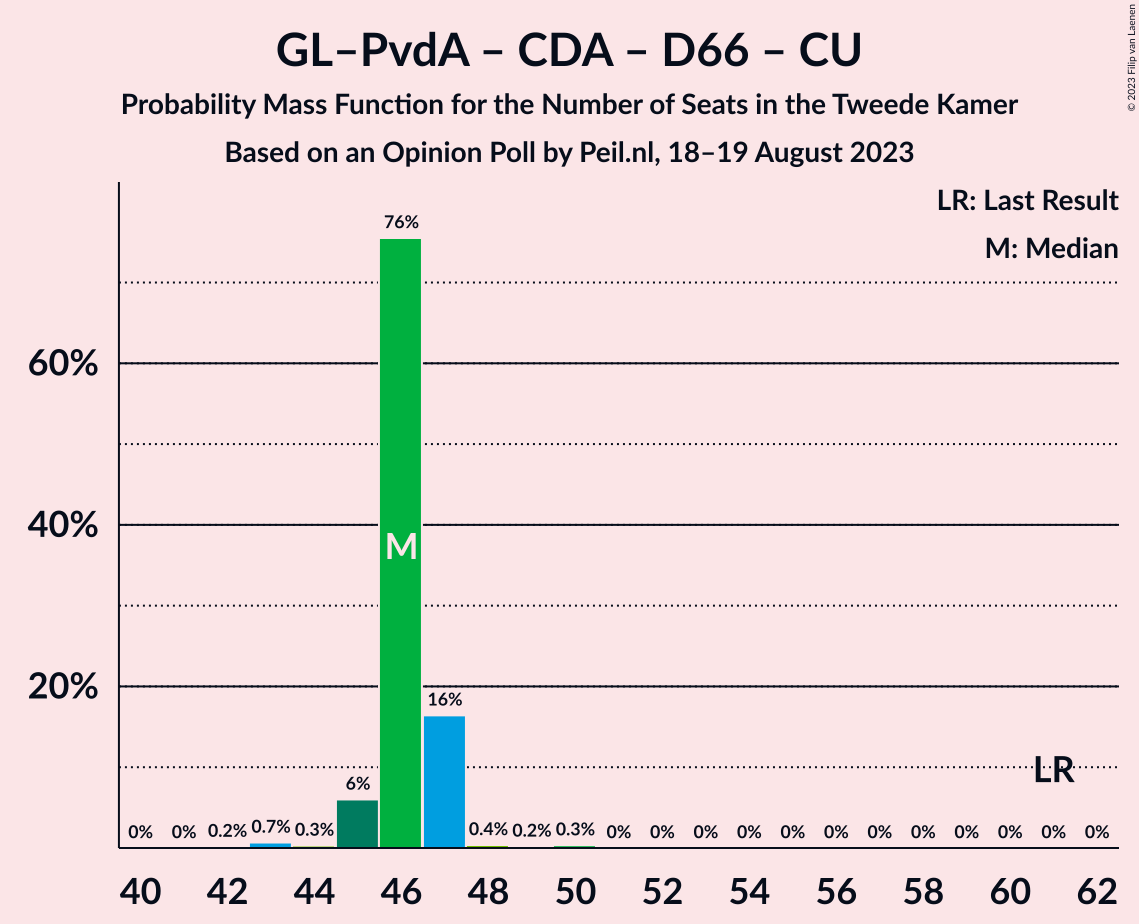 GL–PvdA – CDA – D66 – CU
Probability Mass Function for the Number of Seats in the Tweede Kamer
Based on an Opinion Poll by Peil.nl, 18–19 August 2023
© 2023 Filip van Laenen
LR: Last Result
M: Median
76%
60%
40%
M
20%
16%
LR
6%
0% 0% 0.2% 0.7% 0.3% 0.4% 0.2% 0.3% 0% 0% 0% 0% 0% 0% 0% 0% 0% 0% 0% 0%
40 42 44 46 48 50 52 54 56 58 60 62